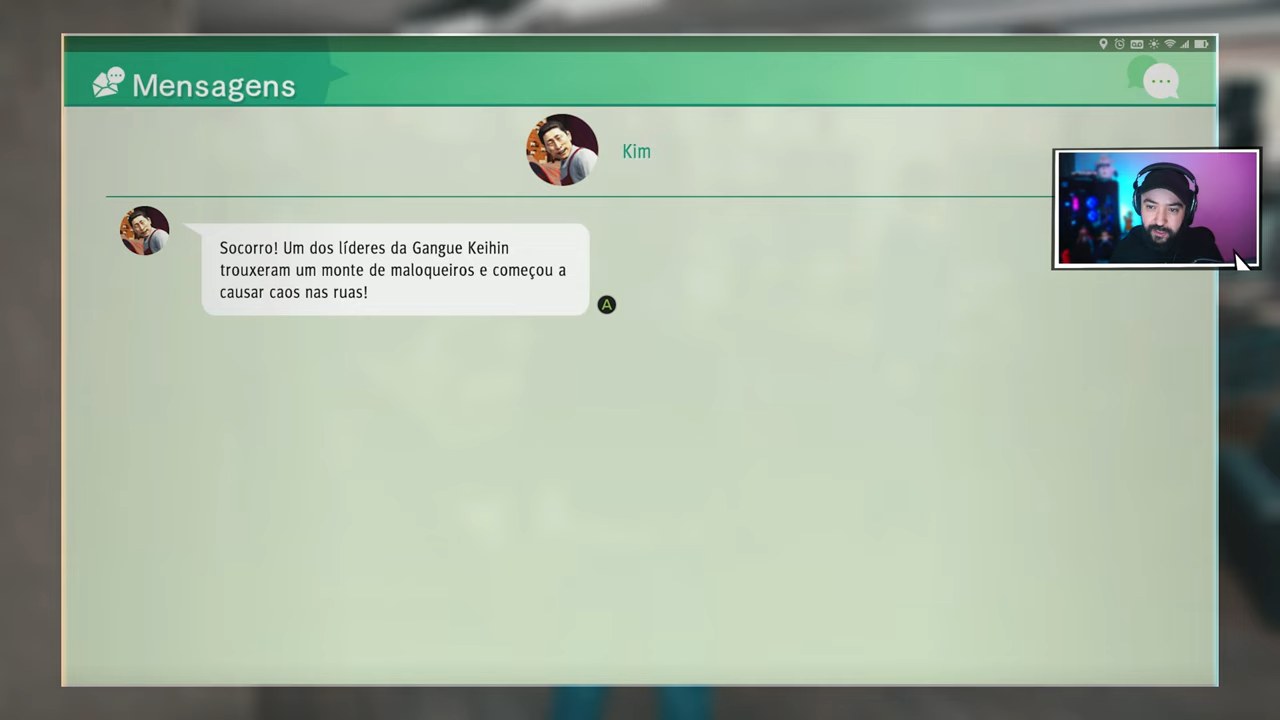 Mensagens
Kim
Socorro! Um dos líderes da Gangue Keihin
trouxeram um monte de maloqueiros e começou a
causar caos nas ruas!
A